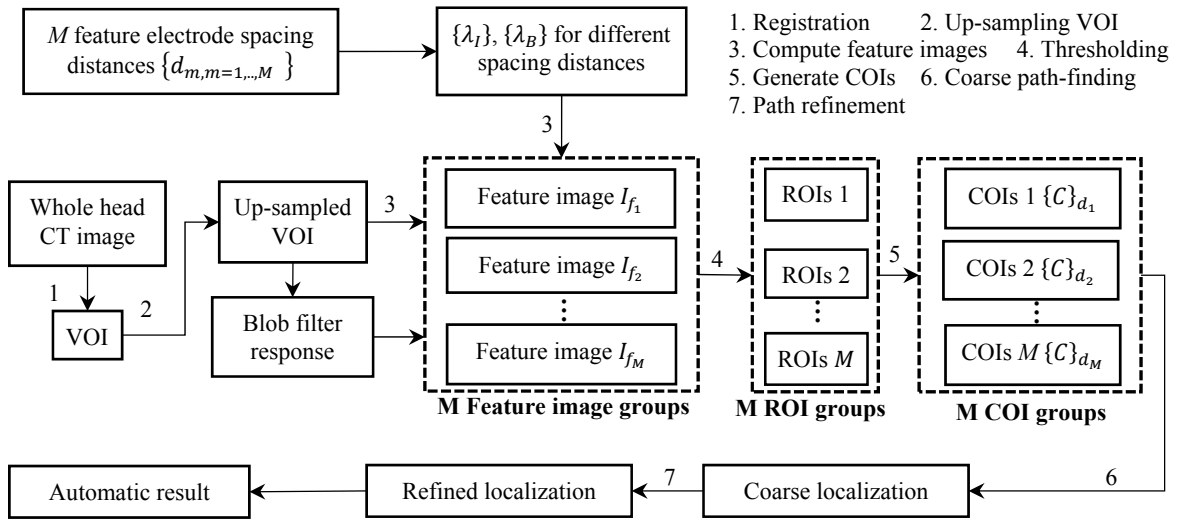 M feature electrode spacing
distances {d_{m,m=1,..,M}}
{λ_I}, {λ_B} for different
spacing distances
1. Registration 2. Up-sampling VOI
3. Compute feature images 4. Thresholding
5. Generate COIs 6. Coarse path-finding
7. Path refinement
3
Whole head
CT image
Up-sampled
VOI
3
Feature image I_{f_1}
ROIs 1
COIs 1 {C}_{d_1}
4
5
Feature image I_{f_2}
ROIs 2
COIs 2 {C}_{d_2}
1
2
VOI
Blob filter
response
⋮
⋮
⋮
Feature image I_{f_M}
ROIs M
COIs M {C}_{d_M}
M Feature image groups
M ROI groups
M COI groups
Automatic result
Refined localization
7
Coarse localization
6